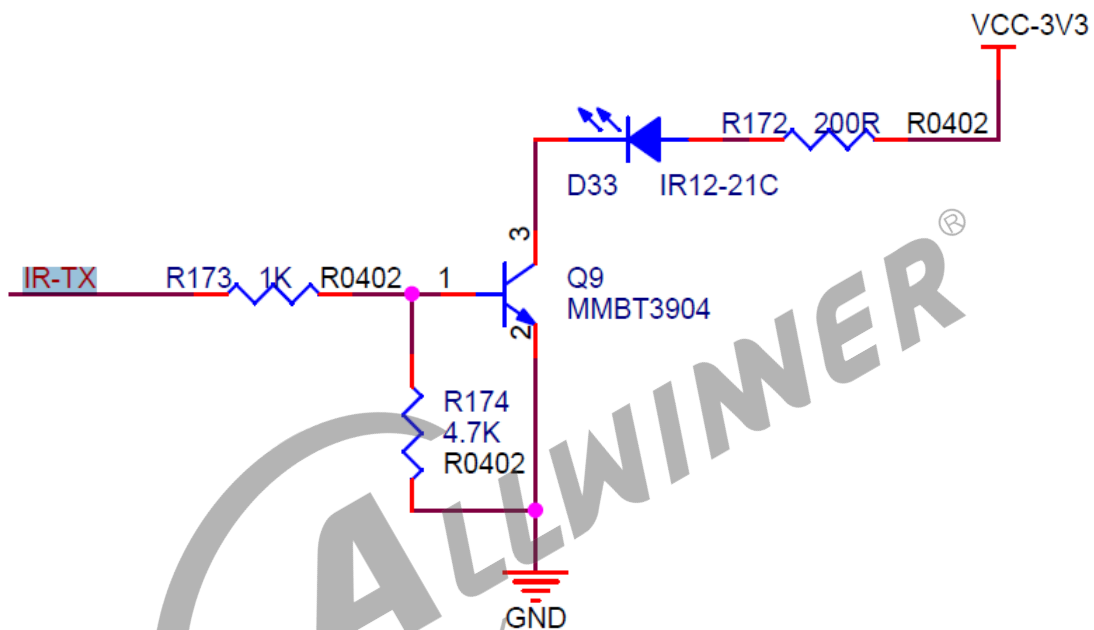 VCC-3V3
R172 200R R0402
D33 IR12-21C
®
3
IR-TX R173 1K R0402 1
Q9
MMBT3904
2
R174
4.7K
R0402
ALLWINNER
GND